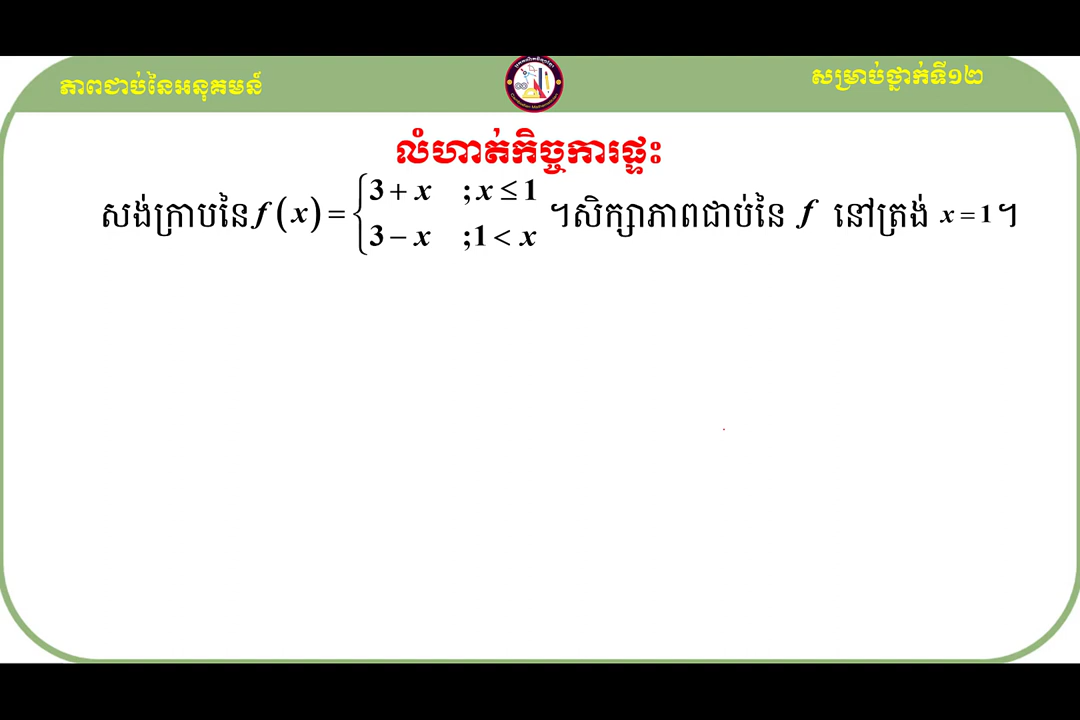 ភាពជាប់នៃអនុគមន៍
សម្រាប់ថ្នាក់ទី១២
លំហាត់កិច្ចការផ្ទះ
សង់ក្រាបនៃ f(x) = { 3 + x ; x ≤ 1
3 − x ; 1 < x ។ សិក្សាភាពជាប់នៃ f នៅត្រង់ x = 1 ។